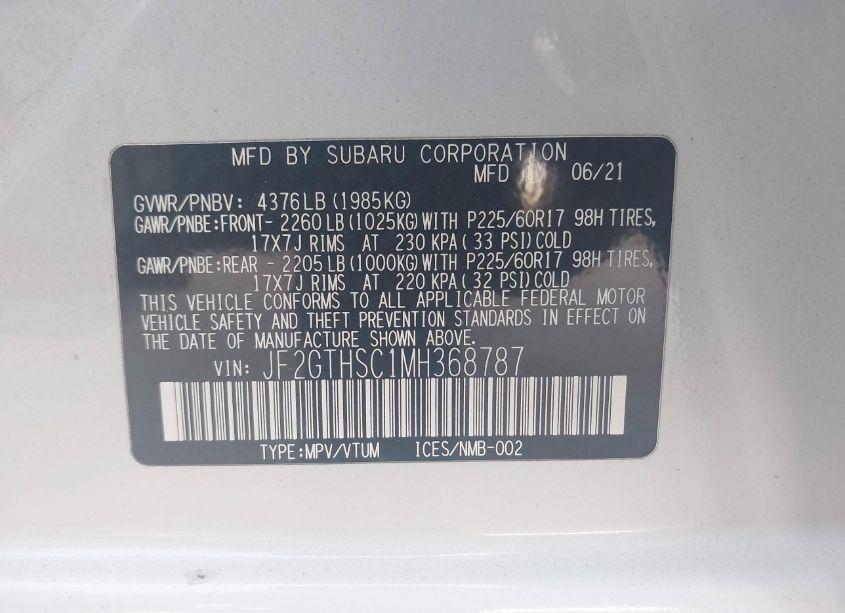 MFD BY SUBARU CORPORATION
MFD IN 06/21
GVWR/PNBV: 4376LB(1985KG)
GAWR/PNBE:FRONT- 2260LB(1025KG)WITH P225/60R17 98H TIRES,
17X7J RIMS AT 230 KPA(33 PSI)COLD
GAWR/PNBE:REAR - 2205LB(1000KG)WITH P225/60R17 98H TIRES,
17X7J RIMS AT 220 KPA(32 PSI)COLD
THIS VEHICLE CONFORMS TO ALL APPLICABLE FEDERAL MOTOR
VEHICLE SAFETY AND THEFT PREVENTION STANDARDS IN EFFECT ON
THE DATE OF MANUFACTURE SHOWN ABOVE.
VIN: JF2GTHSC1MH368787
TYPE:MPV/VTUM ICES/NMB-002